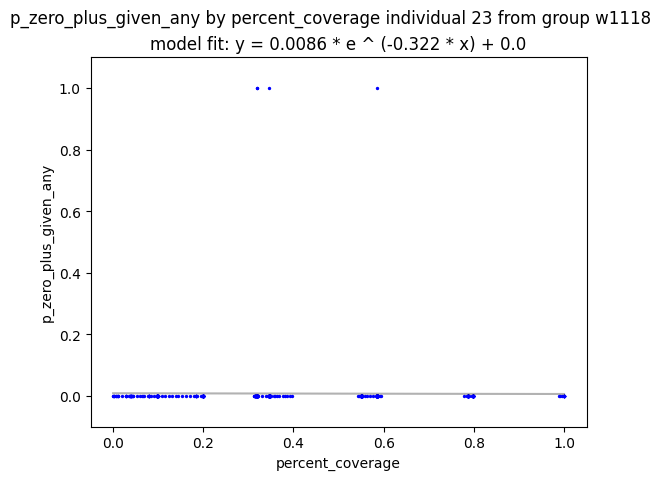 p_zero_plus_given_any by percent_coverage individual 23 from group w1118
model fit: y = 0.0086 * e ^ (-0.322 * x) + 0.0
1.0
0.8
0.6
0.4
0.2
0.0
p_zero_plus_given_any
0.0 0.2 0.4 0.6 0.8 1.0
percent_coverage